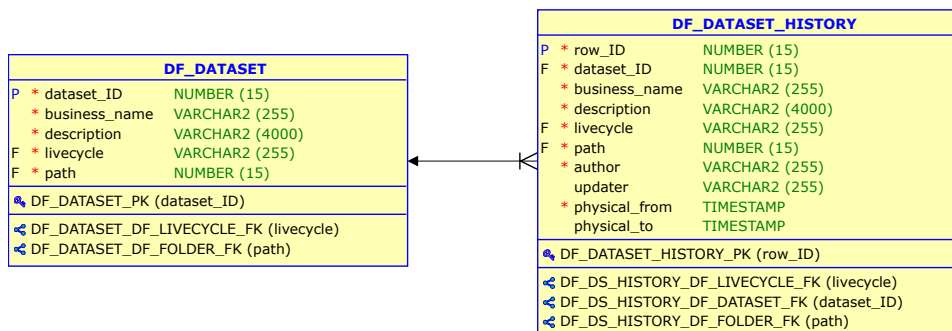 DF_DATASET
P * dataset_ID NUMBER (15)
* business_name VARCHAR2 (255)
* description VARCHAR2 (4000)
F * livecycle VARCHAR2 (255)
F * path NUMBER (15)
DF_DATASET_PK (dataset_ID)
DF_DATASET_DF_LIVECYCLE_FK (livecycle)
DF_DATASET_DF_FOLDER_FK (path)
DF_DATASET_HISTORY
P * row_ID NUMBER (15)
F * dataset_ID NUMBER (15)
* business_name VARCHAR2 (255)
* description VARCHAR2 (4000)
F * livecycle VARCHAR2 (255)
F * path NUMBER (15)
* author VARCHAR2 (255)
updater VARCHAR2 (255)
* physical_from TIMESTAMP
physical_to TIMESTAMP
DF_DATASET_HISTORY_PK (row_ID)
DF_DS_HISTORY_DF_LIVECYCLE_FK (livecycle)
DF_DS_HISTORY_DF_DATASET_FK (dataset_ID)
DF_DS_HISTORY_DF_FOLDER_FK (path)